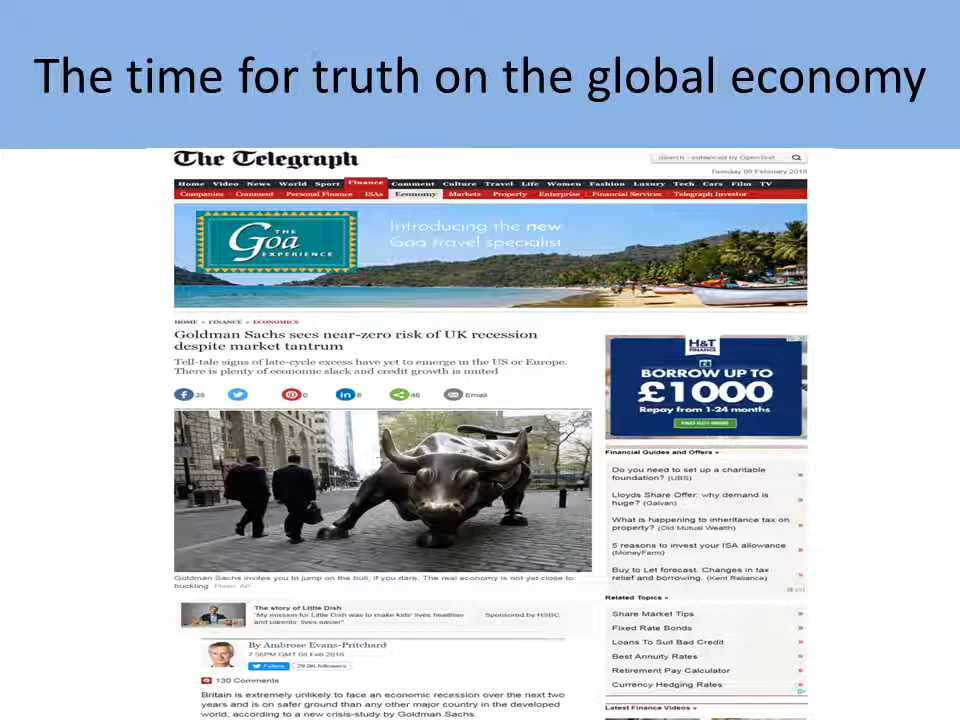 The time for truth on the global economy
The Telegraph
Search - enhanced by OpenText
Tuesday 09 February 2016
Home Video News World Sport Finance Comment Culture Travel Life Women Fashion Luxury Tech Cars Film TV
Companies Comment Personal Finance ISAs Economy Markets Property Enterprise Financial Services Telegraph Investor
THE
Goa
EXPERIENCE
Introducing the new
Goa travel specialist
HOME » FINANCE » ECONOMICS
Goldman Sachs sees near-zero risk of UK recession
despite market tantrum
Tell-tale signs of late-cycle excess have yet to emerge in the US or Europe.
There is plenty of economic slack and credit growth is muted
39
0
8
46
Email
Goldman Sachs invites you to jump on the bull, if you dare. The real economy is not yet close to
buckling Photo: AP
The story of Little Dish
"My mission for Little Dish was to make kids' lives healthier
and parents' lives easier"
Sponsored by HSBC
By Ambrose Evans-Pritchard
7:56PM GMT 08 Feb 2016
Follow
29.9K followers
130 Comments
Britain is extremely unlikely to face an economic recession over the next two
years and is on safer ground than any other major country in the developed
world, according to a new crisis-study by Goldman Sachs.
H&T
FINANCE
BORROW UP TO
£1000
Repay from 1-24 months
FIND OUT MORE
Financial Guides and Offers »
Do you need to set up a charitable
foundation? (UBS)
Lloyds Share Offer: why demand is
huge? (Galvan)
What is happening to inheritance tax on
property? (Old Mutual Wealth)
5 reasons to invest your ISA allowance
(MoneyFarm)
Buy to Let forecast. Changes in tax
relief and borrowing. (Kent Reliance)
Related Topics »
Share Market Tips
Fixed Rate Bonds
Loans To Suit Bad Credit
Best Annuity Rates
Retirement Pay Calculator
Currency Hedging Rates
Latest Finance Videos »